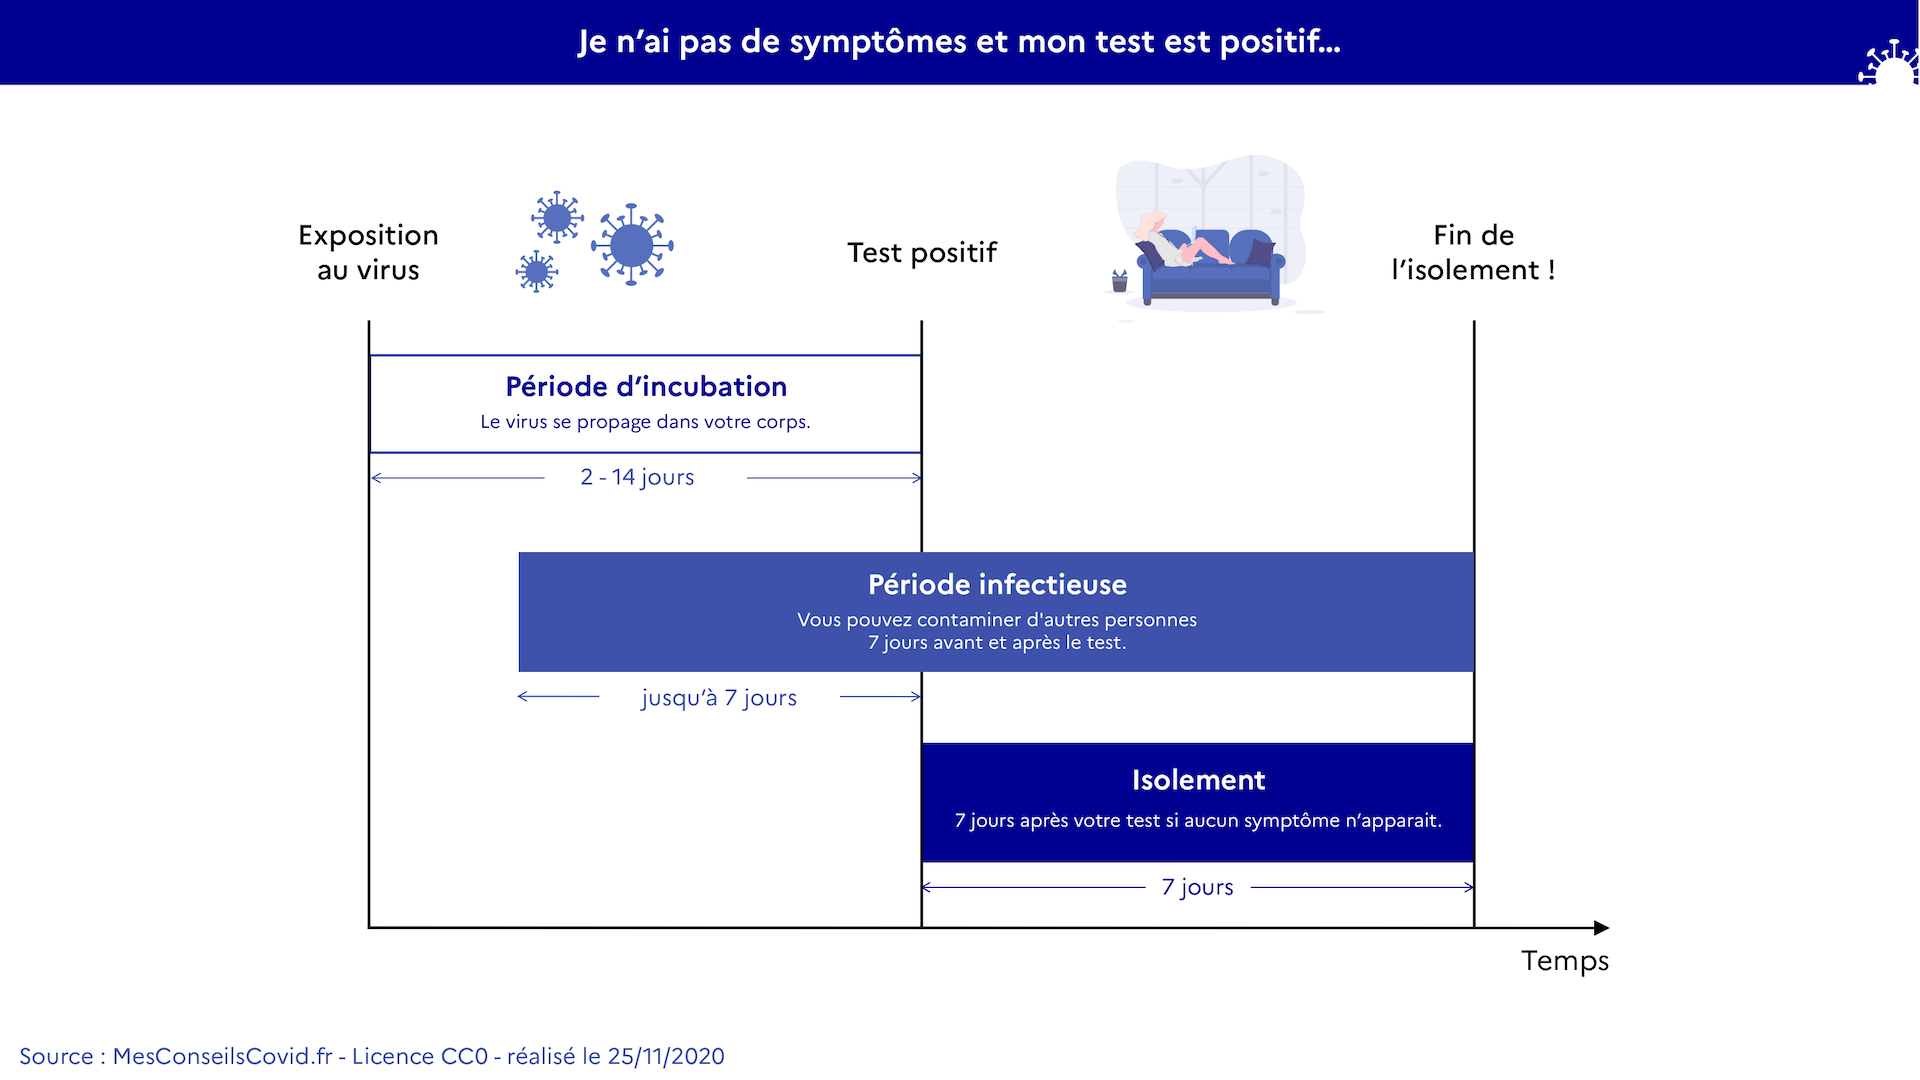 Je n’ai pas de symptômes et mon test est positif…
Exposition
au virus
Test positif
Fin de
l’isolement !
Période d’incubation
Le virus se propage dans votre corps.
2 - 14 jours
Période infectieuse
Vous pouvez contaminer d'autres personnes
7 jours avant et après le test.
jusqu’à 7 jours
Isolement
7 jours après votre test si aucun symptôme n’apparait.
7 jours
Temps
Source : MesConseilsCovid.fr - Licence CC0 - réalisé le 25/11/2020